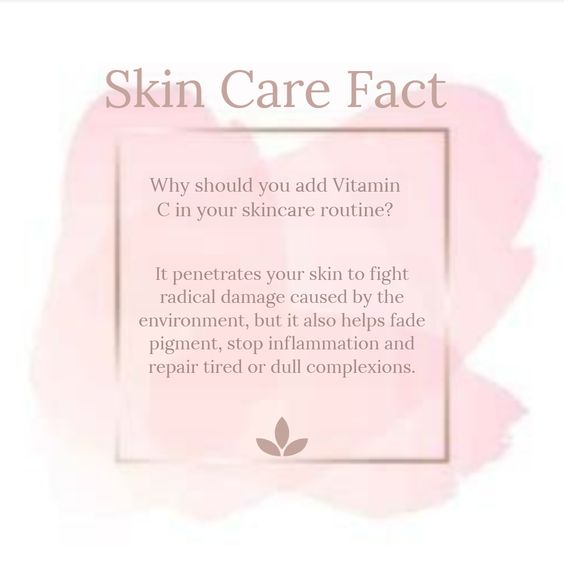 Skin Care Fact
Why should you add Vitamin
C in your skincare routine?
It penetrates your skin to fight
radical damage caused by the
environment, but it also helps fade
pigment, stop inflammation and
repair tired or dull complexions.